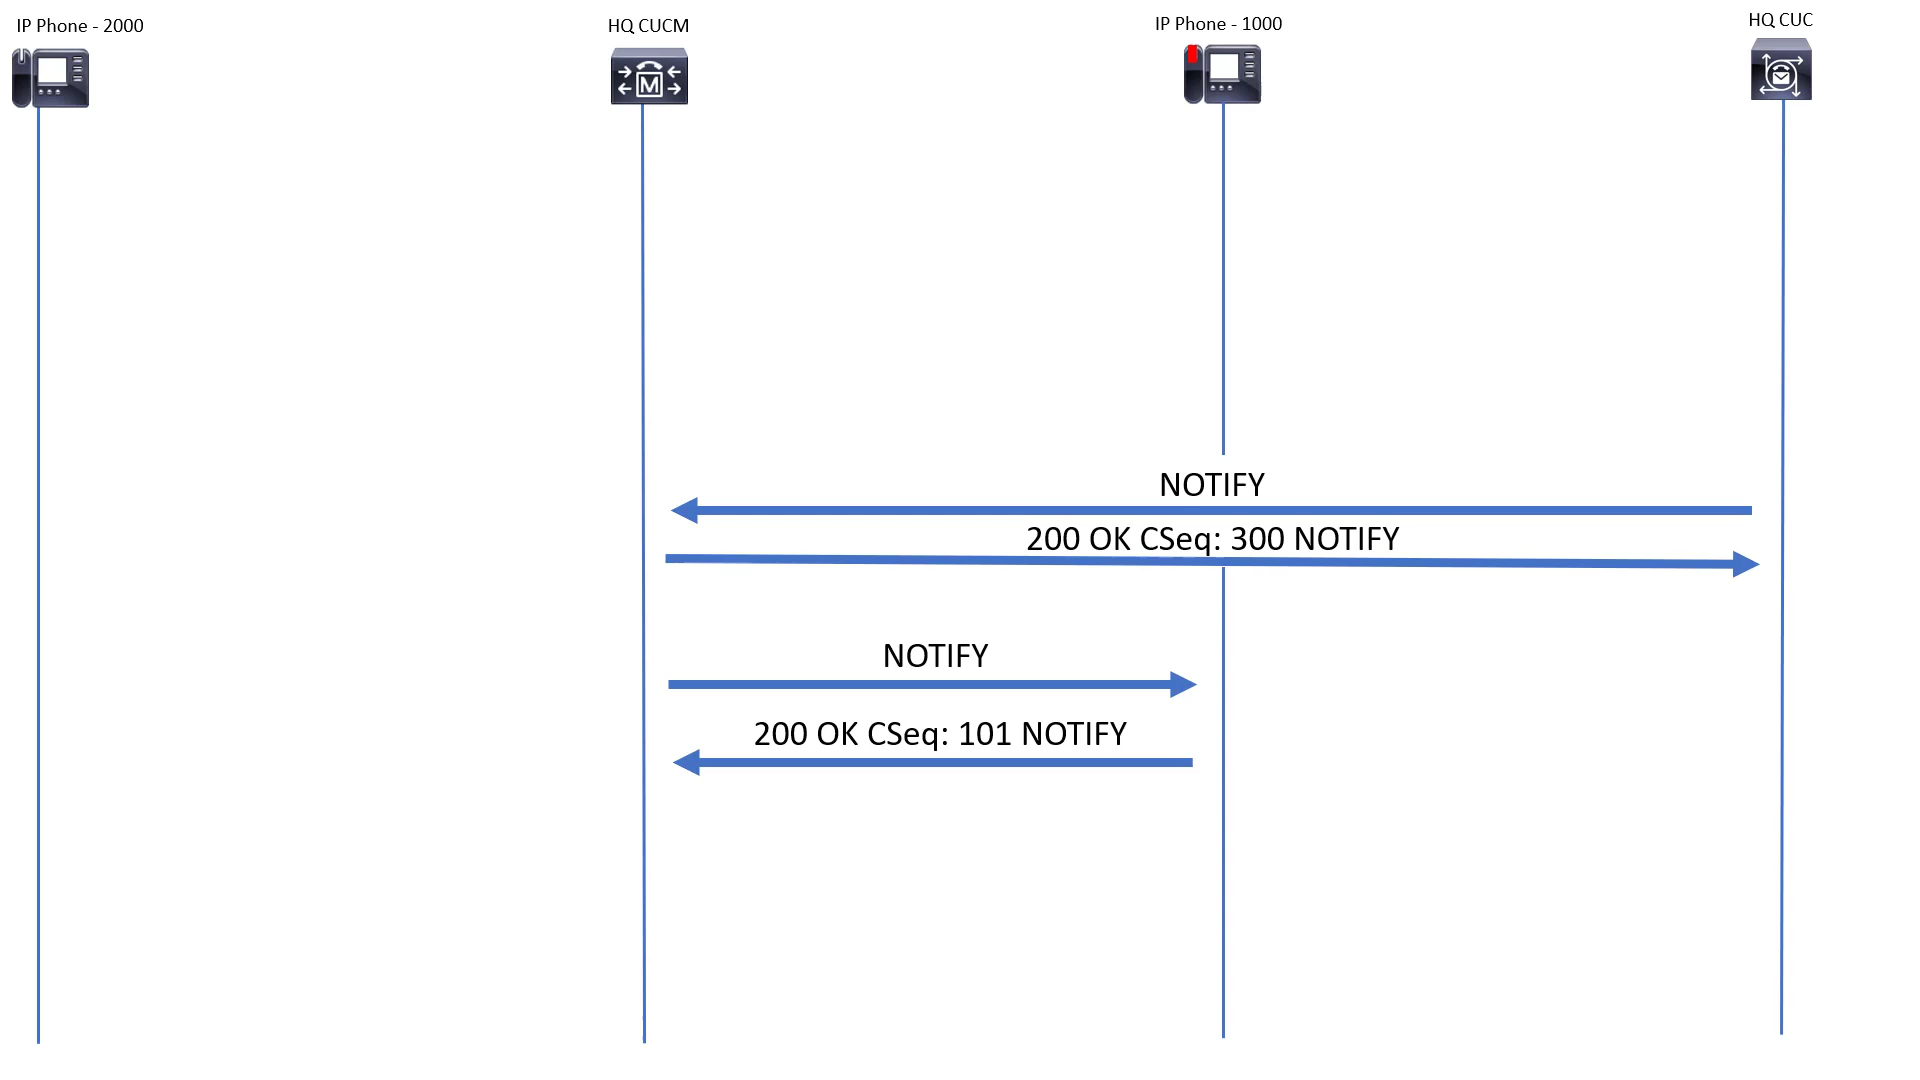 IP Phone - 2000
HQ CUCM
IP Phone - 1000
HQ CUC
M
NOTIFY
200 OK CSeq: 300 NOTIFY
NOTIFY
200 OK CSeq: 101 NOTIFY